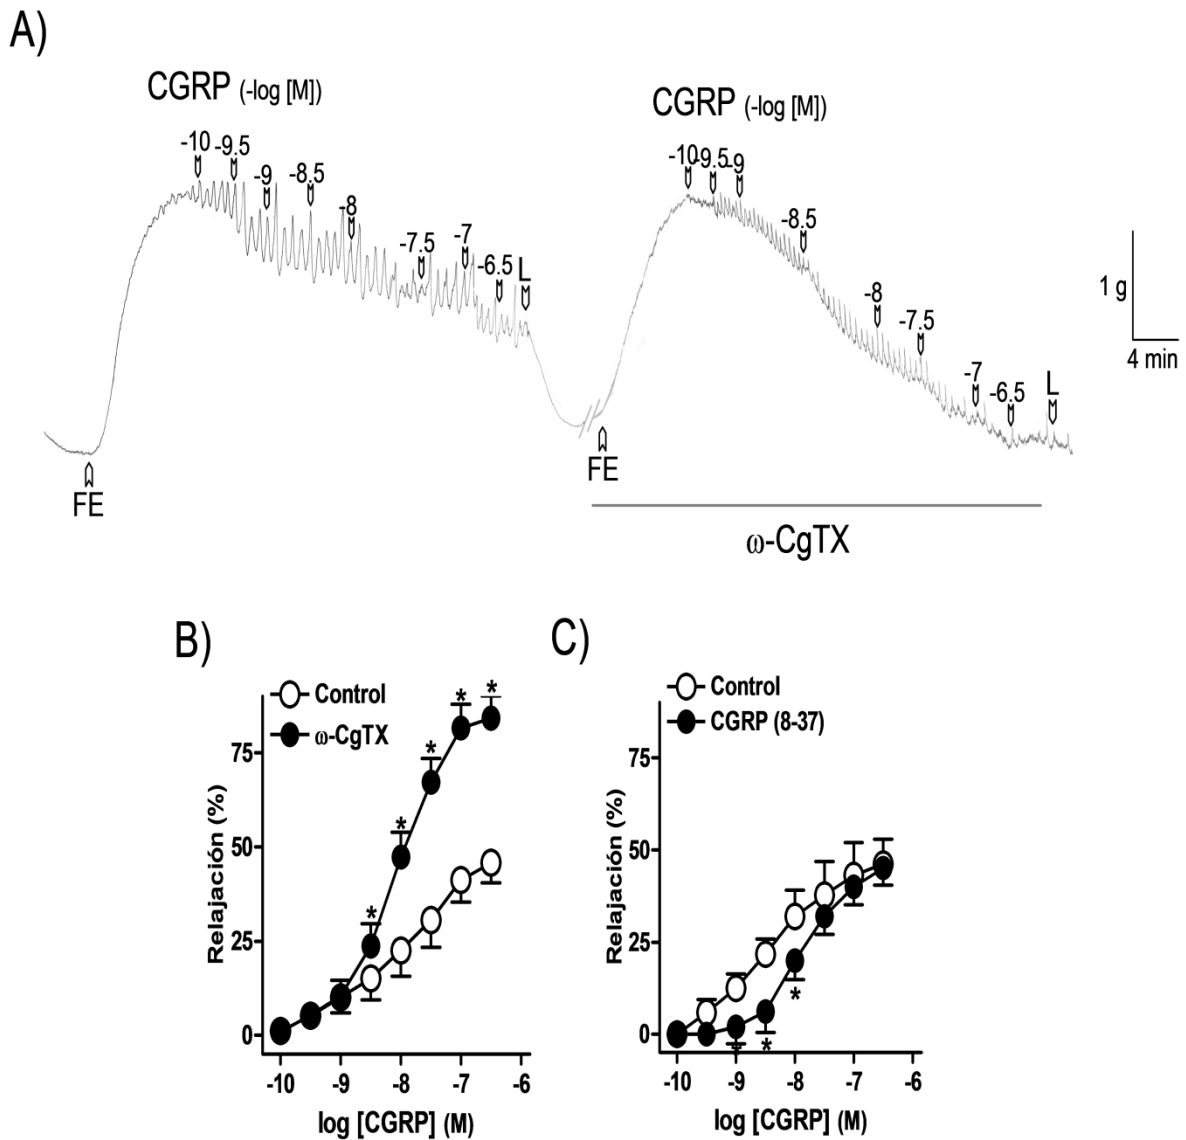 A)
CGRP (-log [M])
-10 -9.5
-9
-8.5
-8
-7.5
-7
-6.5
L
FE
CGRP (-log [M])
-10
-9.5
-9
-8.5
-8
-7.5
-7
-6.5
L
FE
ω-CgTX
1 g
4 min
B)
Control
ω-CgTX
Relajación (%)
75
50
25
0
* * * * * *
-10 -9 -8 -7 -6
log [CGRP] (M)
C)
Control
CGRP (8-37)
Relajación (%)
75
50
25
0
* * *
-10 -9 -8 -7 -6
log [CGRP] (M)